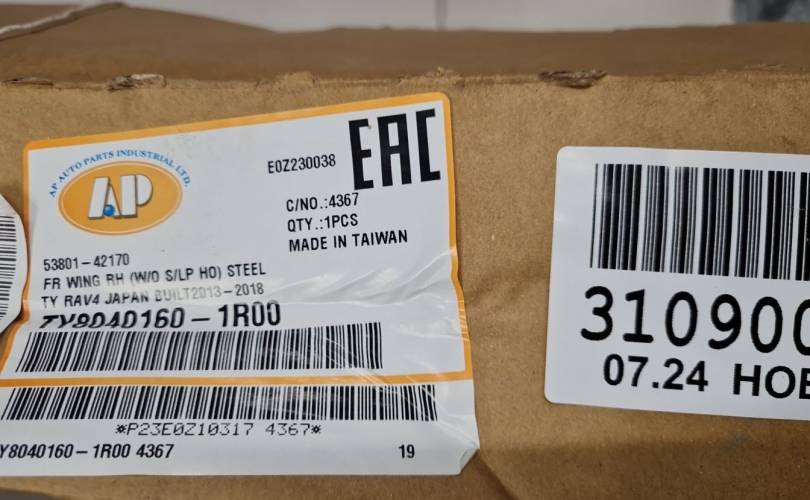 AP AUTO PARTS INDUSTRIAL LTD.
AP
E0Z230038
EAC
C/NO.:4367
QTY.:1PCS
MADE IN TAIWAN
53801-42170
FR WING RH (W/O S/LP HO) STEEL
TY RAV4 JAPAN BUILT2013-2018
TY8040160-1R00
*P23E0Z10317 4367*
Y8040160-1R00 4367
19
310900
07.24 НОВ